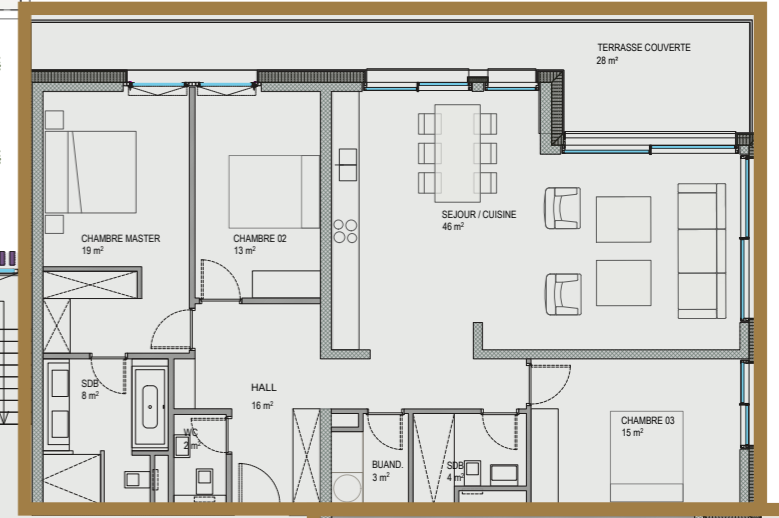 TERRASSE COUVERTE
28 m²
SEJOUR / CUISINE
46 m²
CHAMBRE MASTER
19 m²
CHAMBRE 02
13 m²
SDB
8 m²
HALL
16 m²
WC
2 m²
BUAND.
3 m²
SDB
4 m²
CHAMBRE 03
15 m²